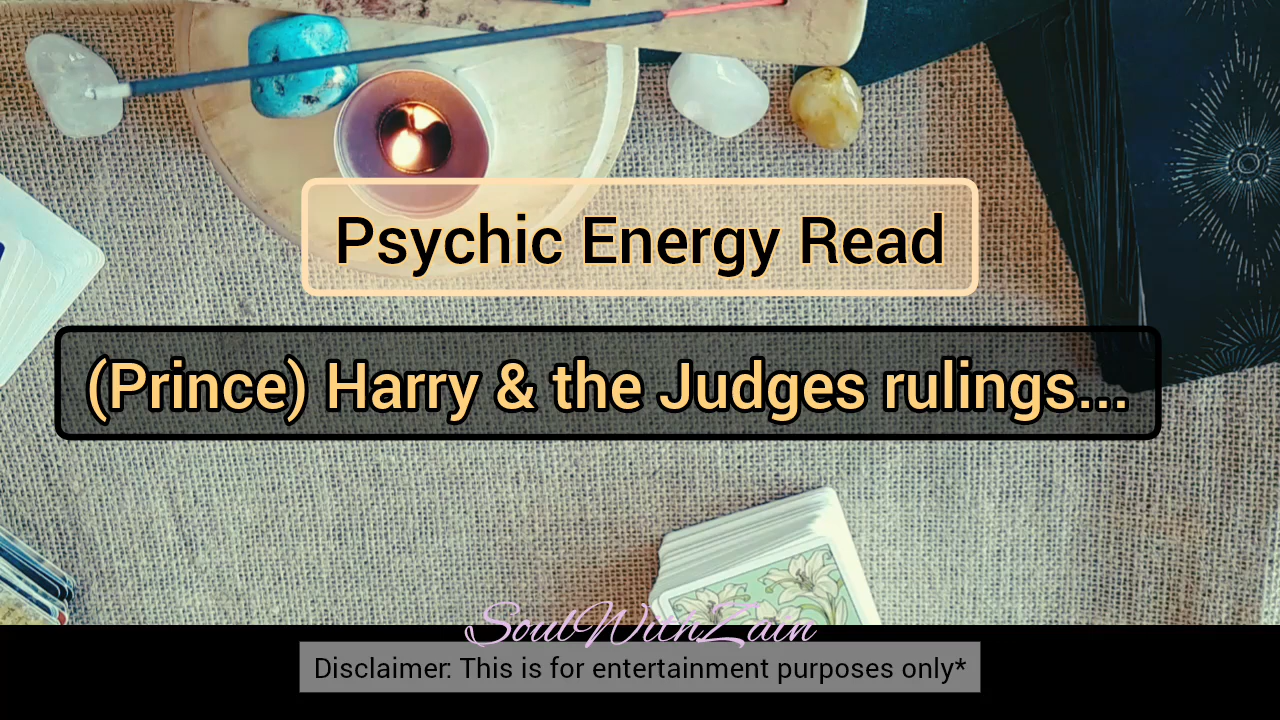 Psychic Energy Read
(Prince) Harry & the Judges rulings...
SoulWithZain
Disclaimer: This is for entertainment purposes only*